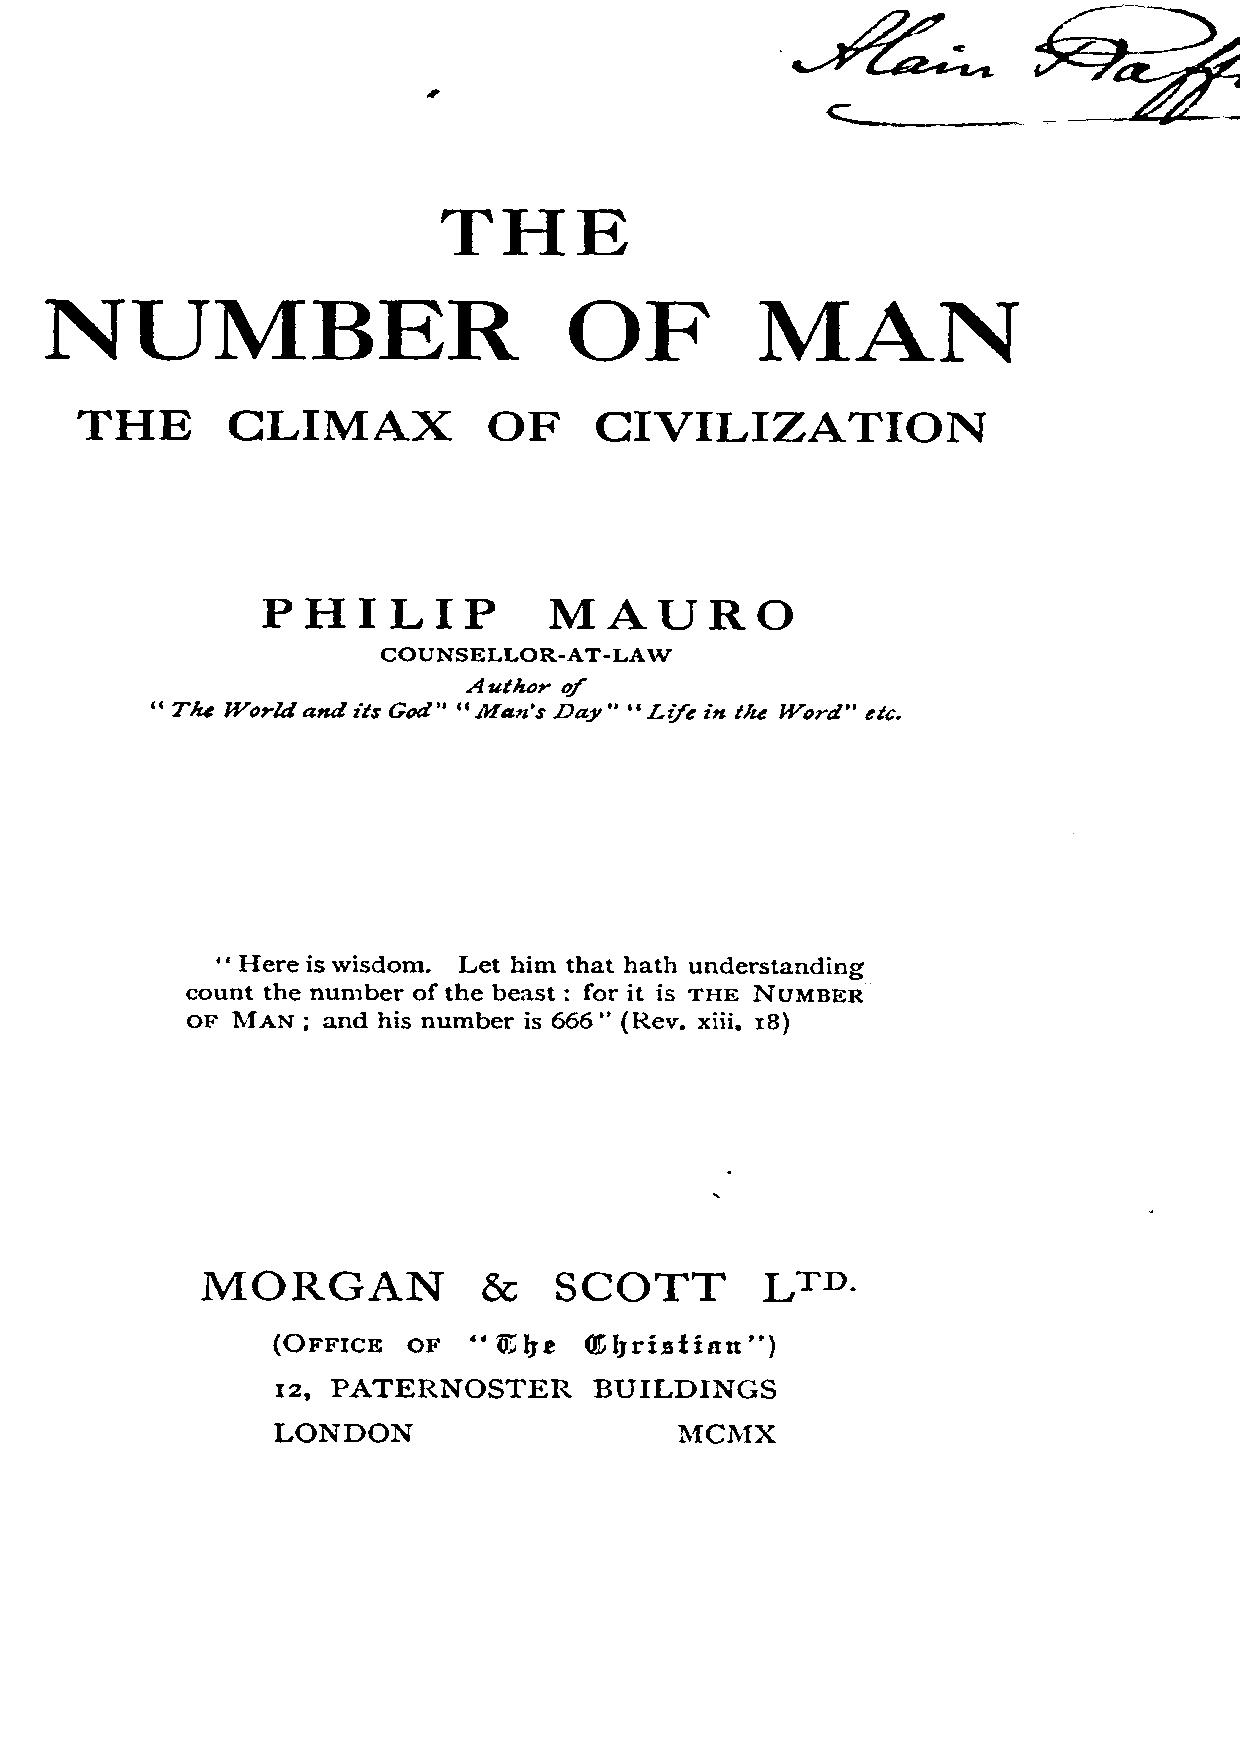 Alain
THE
NUMBER OF MAN
THE CLIMAX OF CIVILIZATION
PHILIP MAURO
COUNSELLOR-AT-LAW
Author of
“ The World and its God” “ Man's Day” “ Life in the Word” etc.
“ Here is wisdom. Let him that hath understanding
count the number of the beast : for it is THE NUMBER
OF MAN ; and his number is 666 ” (Rev. xiii. 18)
MORGAN & SCOTT LTD.
(OFFICE OF “The Christian”)
12, PATERNOSTER BUILDINGS
LONDON MCMX